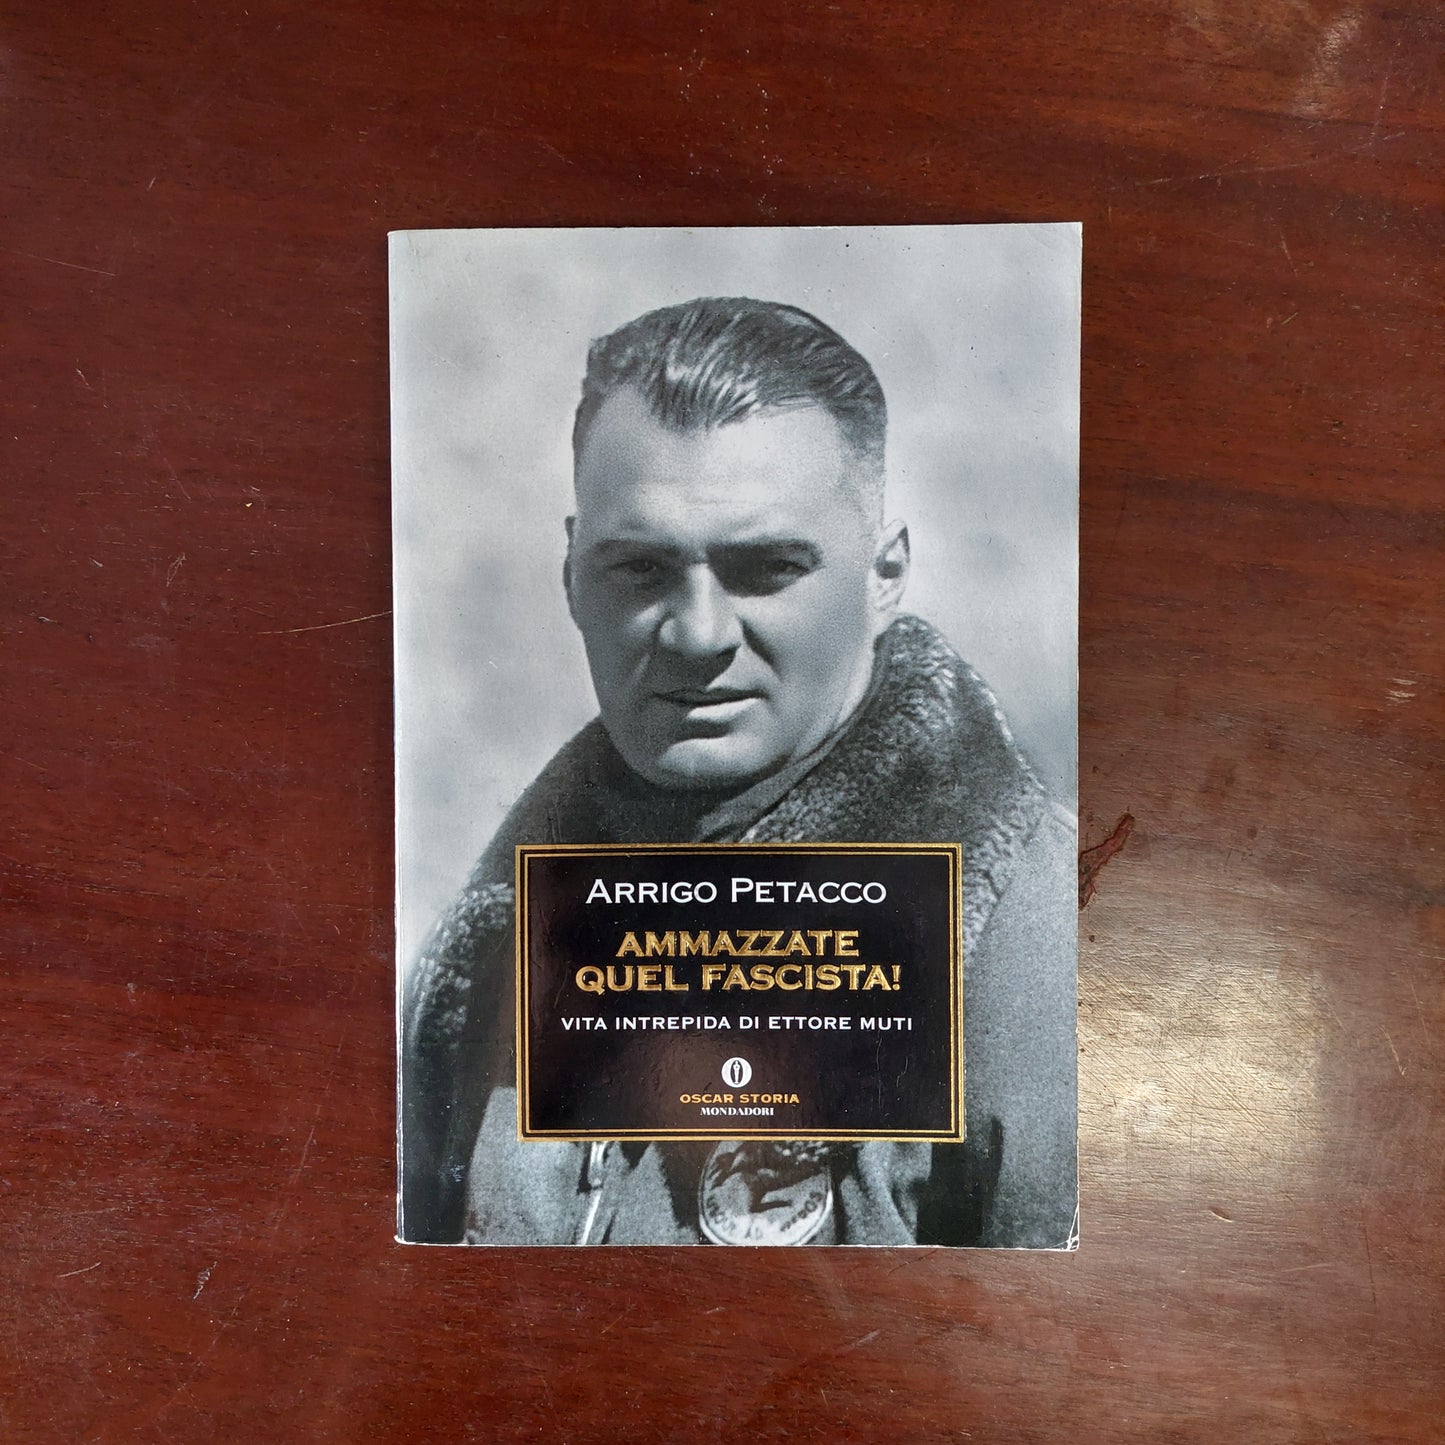 ARRIGO PETACCO
AMMAZZATE
QUEL FASCISTA!
VITA INTREPIDA DI ETTORE MUTI
OSCAR STORIA
MONDADORI